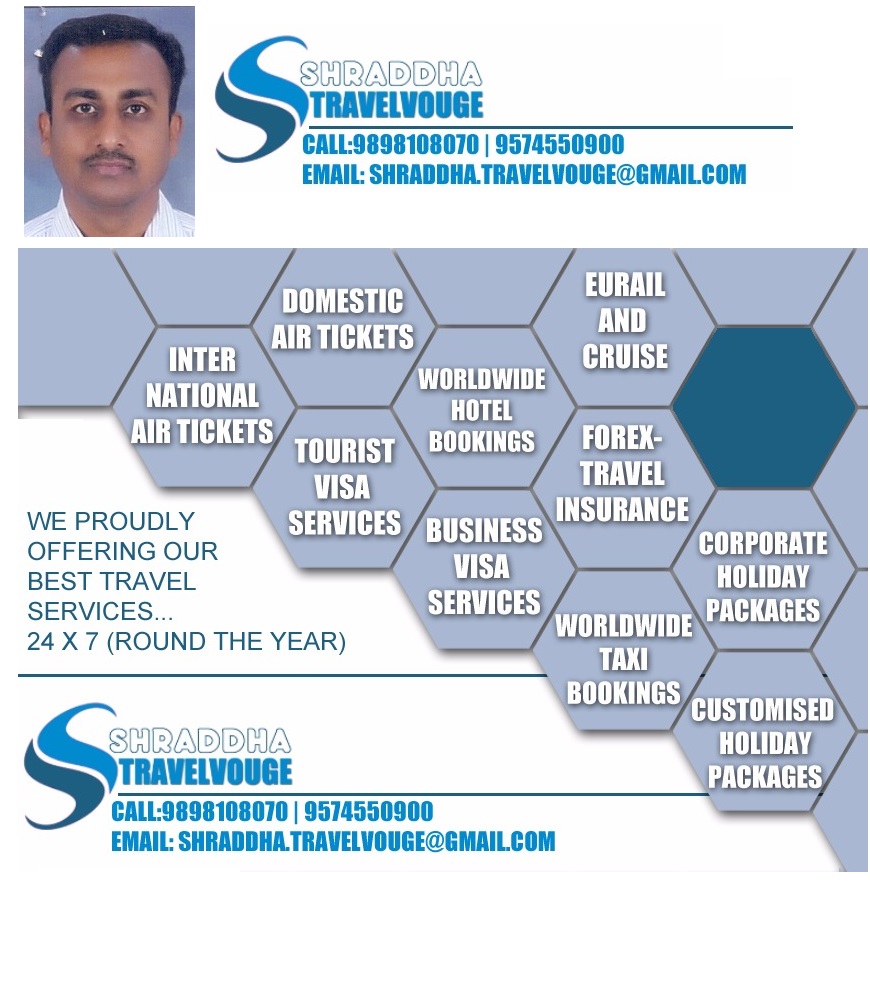 SHRADDHA
TRAVELVOUGE
CALL:9898108070 | 9574550900
EMAIL: SHRADDHA.TRAVELVOUGE@GMAIL.COM
DOMESTIC
AIR TICKETS
EURAIL
AND
CRUISE
INTER
NATIONAL
AIR TICKETS
WORLDWIDE
HOTEL
BOOKINGS
TOURIST
VISA
SERVICES
FOREX-
TRAVEL
INSURANCE
BUSINESS
VISA
SERVICES
CORPORATE
HOLIDAY
PACKAGES
WORLDWIDE
TAXI
BOOKINGS
CUSTOMISED
HOLIDAY
PACKAGES
WE PROUDLY
OFFERING OUR
BEST TRAVEL
SERVICES...
24 X 7 (ROUND THE YEAR)
SHRADDHA
TRAVELVOUGE
CALL:9898108070 | 9574550900
EMAIL: SHRADDHA.TRAVELVOUGE@GMAIL.COM